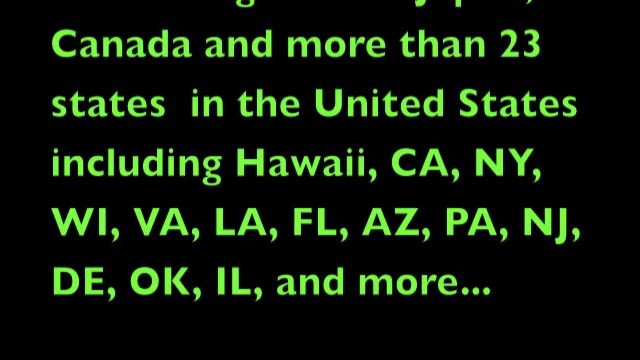 Canada and more than 23
states in the United States
including Hawaii, CA, NY,
WI, VA, LA, FL, AZ, PA, NJ,
DE, OK, IL, and more...